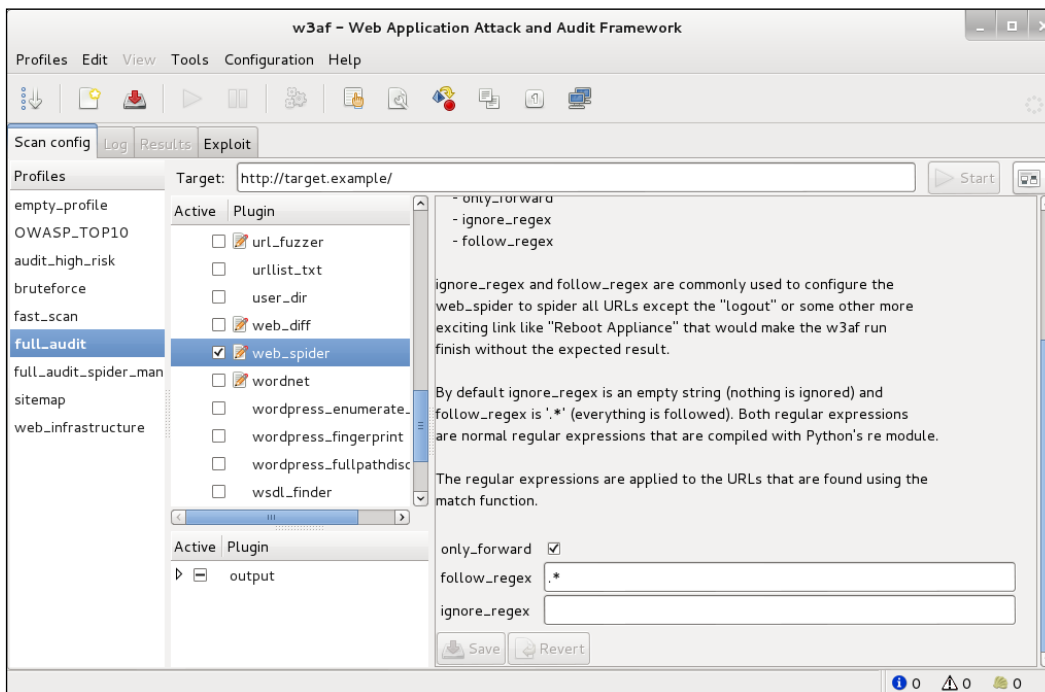 w3af – Web Application Attack and Audit Framework
Profiles Edit View Tools Configuration Help
Scan config Log Results Exploit
Profiles
empty_profile
OWASP_TOP10
audit_high_risk
bruteforce
fast_scan
full_audit
full_audit_spider_man
sitemap
web_infrastructure
Target: http://target.example/ Start
Active Plugin
url_fuzzer
urllist_txt
user_dir
web_diff
web_spider
wordnet
wordpress_enumerate_
wordpress_fingerprint
wordpress_fullpathdisc
wsdl_finder
Active Plugin
output
- only_forward
- ignore_regex
- follow_regex
ignore_regex and follow_regex are commonly used to configure the
web_spider to spider all URLs except the "logout" or some other more
exciting link like "Reboot Appliance" that would make the w3af run
finish without the expected result.
By default ignore_regex is an empty string (nothing is ignored) and
follow_regex is '.*' (everything is followed). Both regular expressions
are normal regular expressions that are compiled with Python's re module.
The regular expressions are applied to the URLs that are found using the
match function.
only_forward
follow_regex .*
ignore_regex
Save Revert
0 0 0